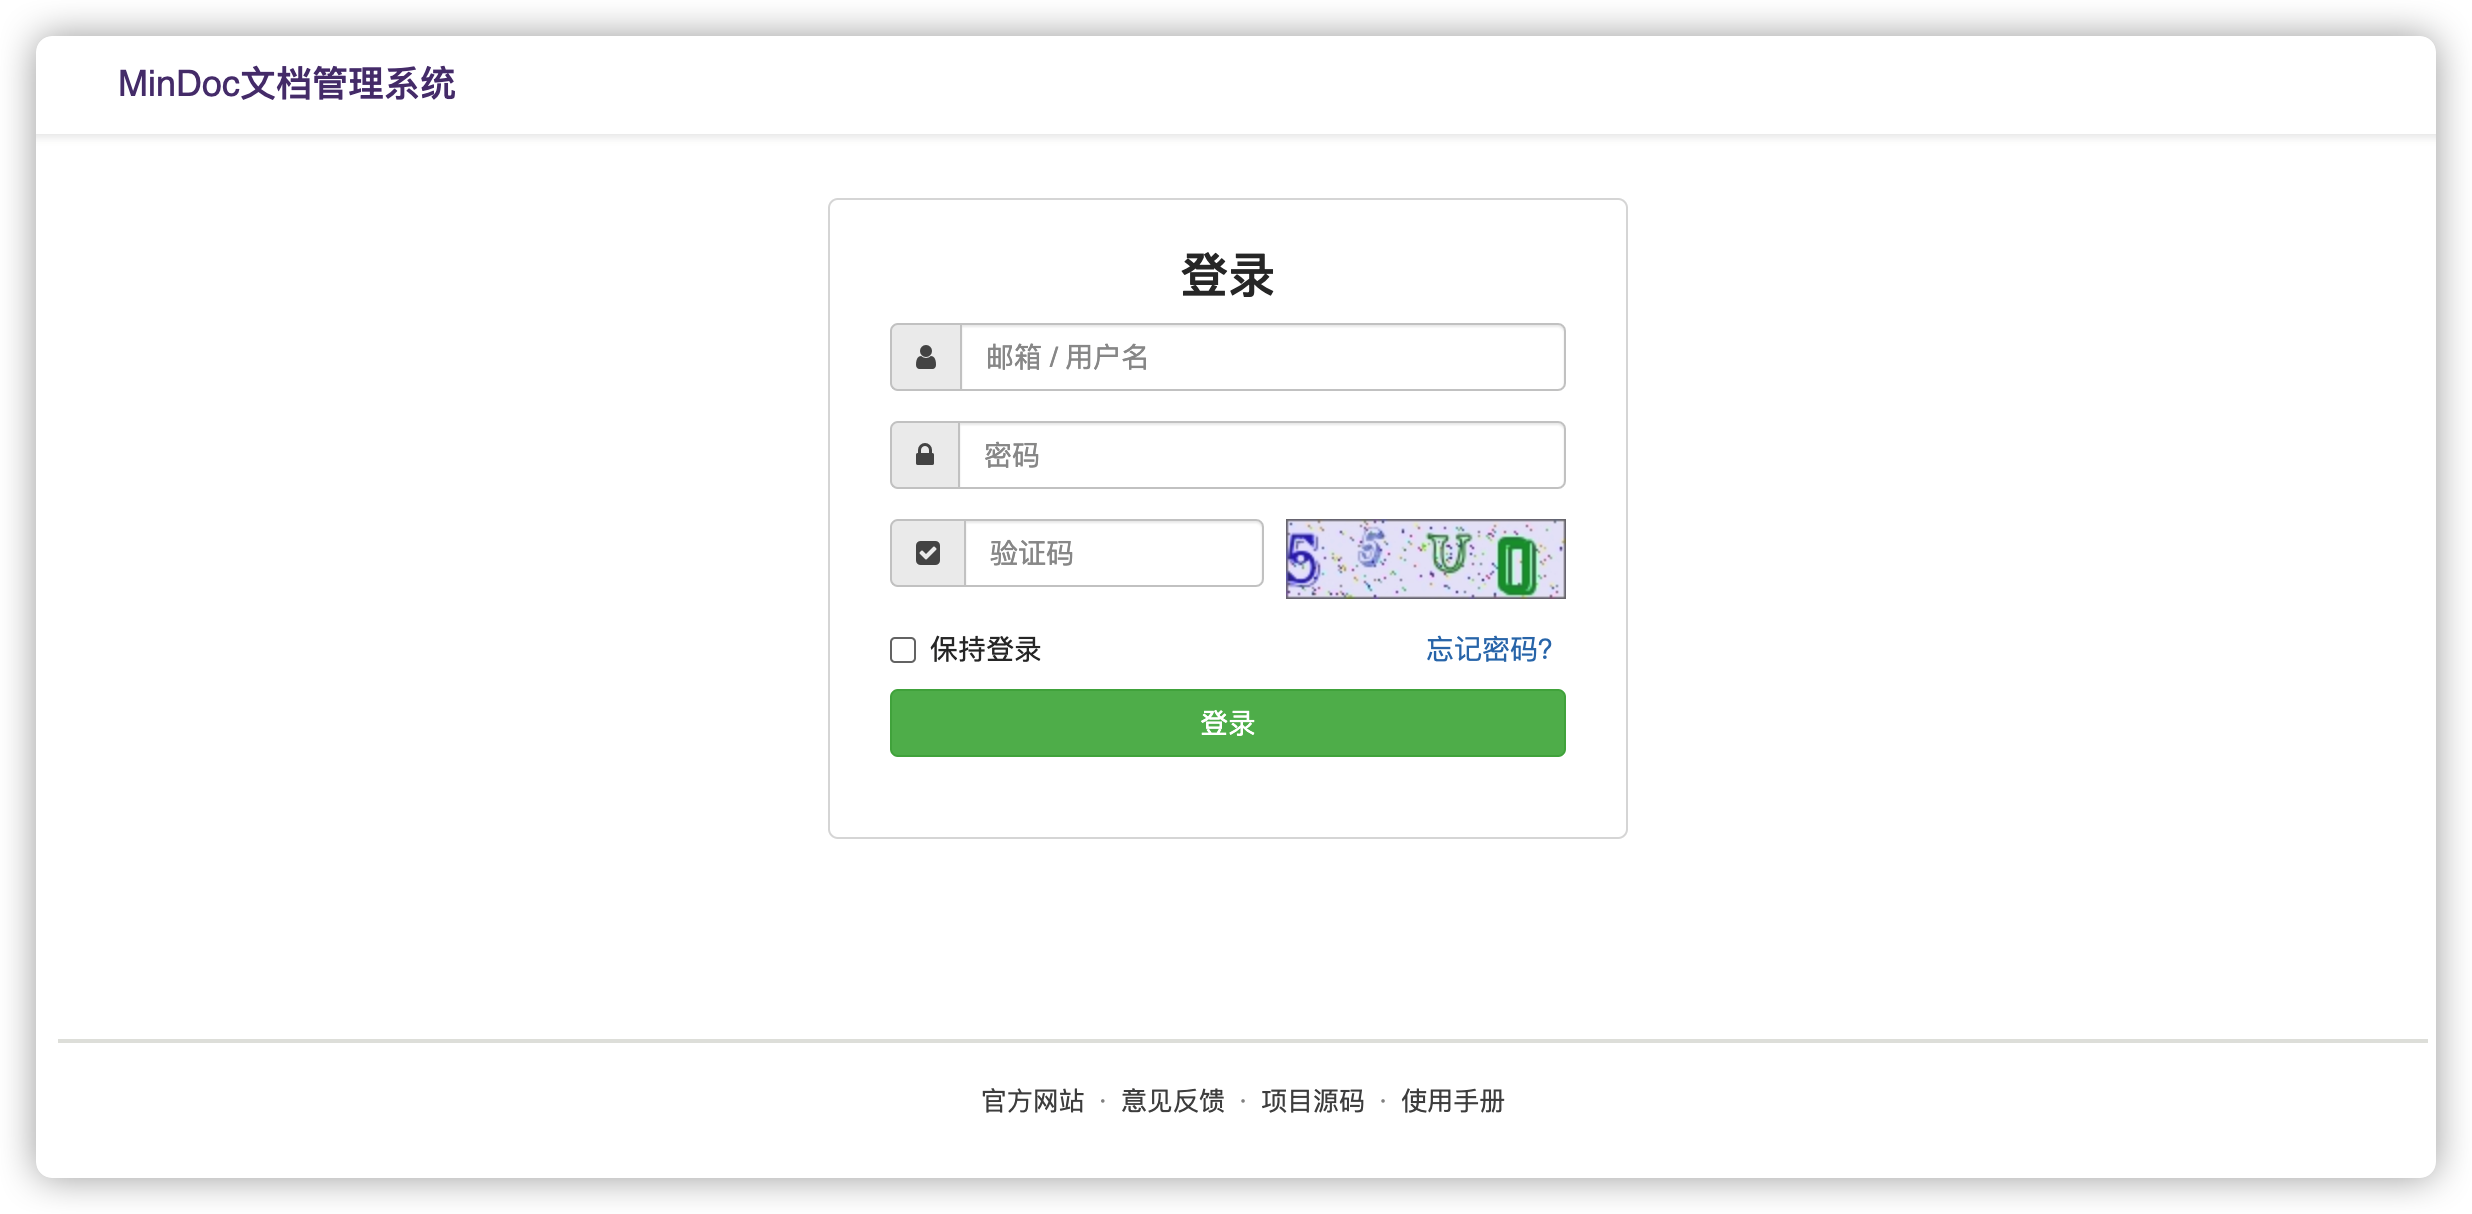 MinDoc文档管理系统
登录
邮箱 / 用户名
密码
验证码
保持登录 忘记密码?
登录
官方网站 · 意见反馈 · 项目源码 · 使用手册